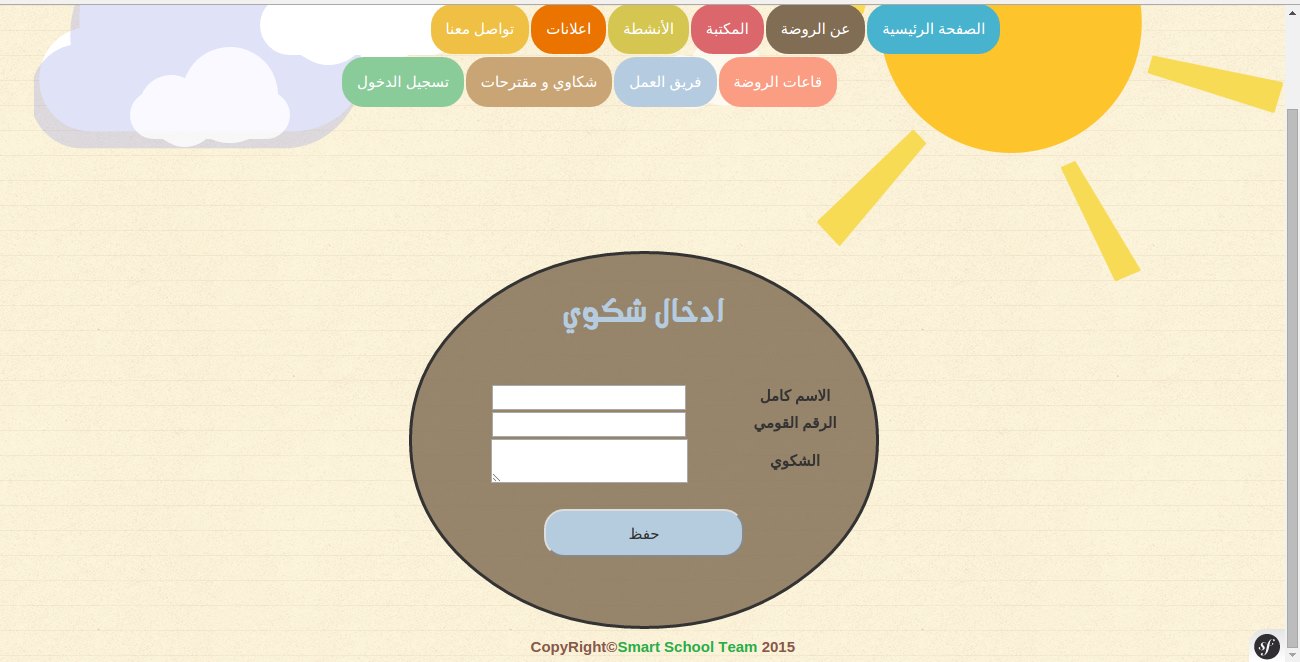 الصفحة الرئيسية عن الروضة المكتبة الأنشطة اعلانات تواصل معنا
قاعات الروضة فريق العمل شكاوي و مقترحات تسجيل الدخول
ادخال شكوي
الاسم كامل
الرقم القومي
الشكوي
حفظ
CopyRight©Smart School Team 2015
sf